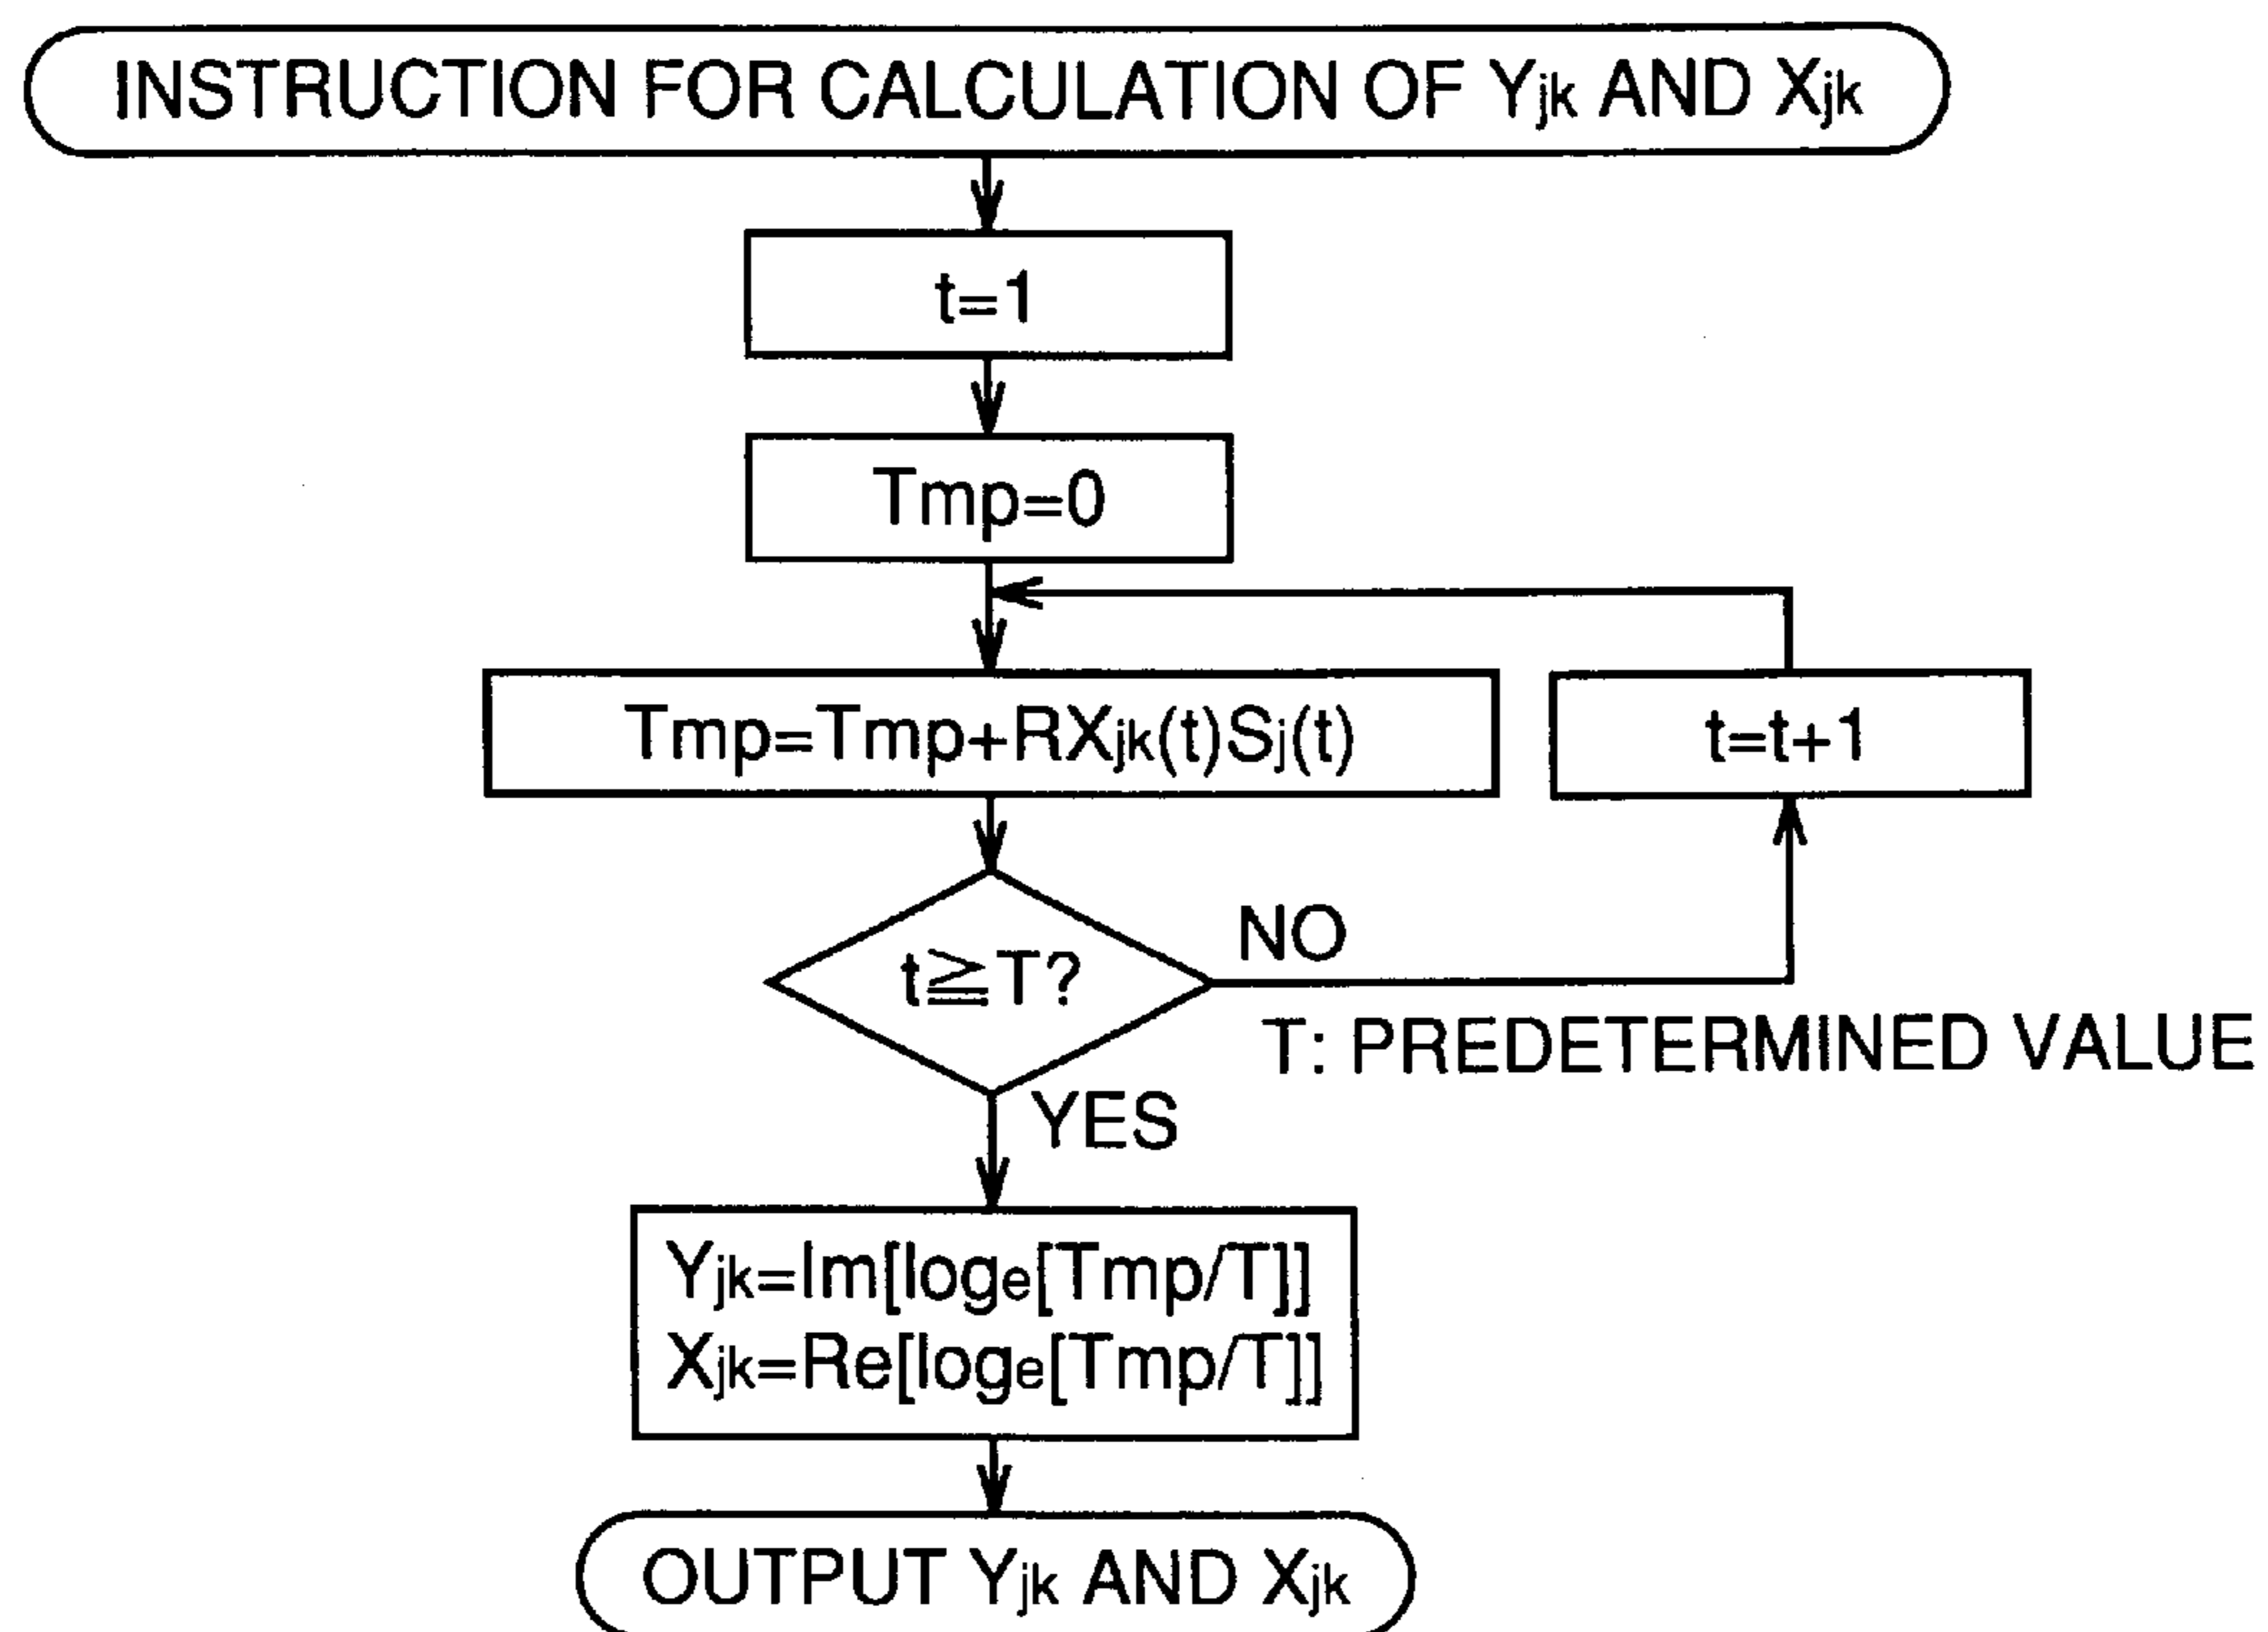 INSTRUCTION FOR CALCULATION OF Yjk AND Xjk
t=1
Tmp=0
Tmp=Tmp+RXjk(t)Sj(t)
t=t+1
t≧T?
NO
T: PREDETERMINED VALUE
YES
Yjk=Im[loge[Tmp/T]]
Xjk=Re[loge[Tmp/T]]
OUTPUT Yjk AND Xjk